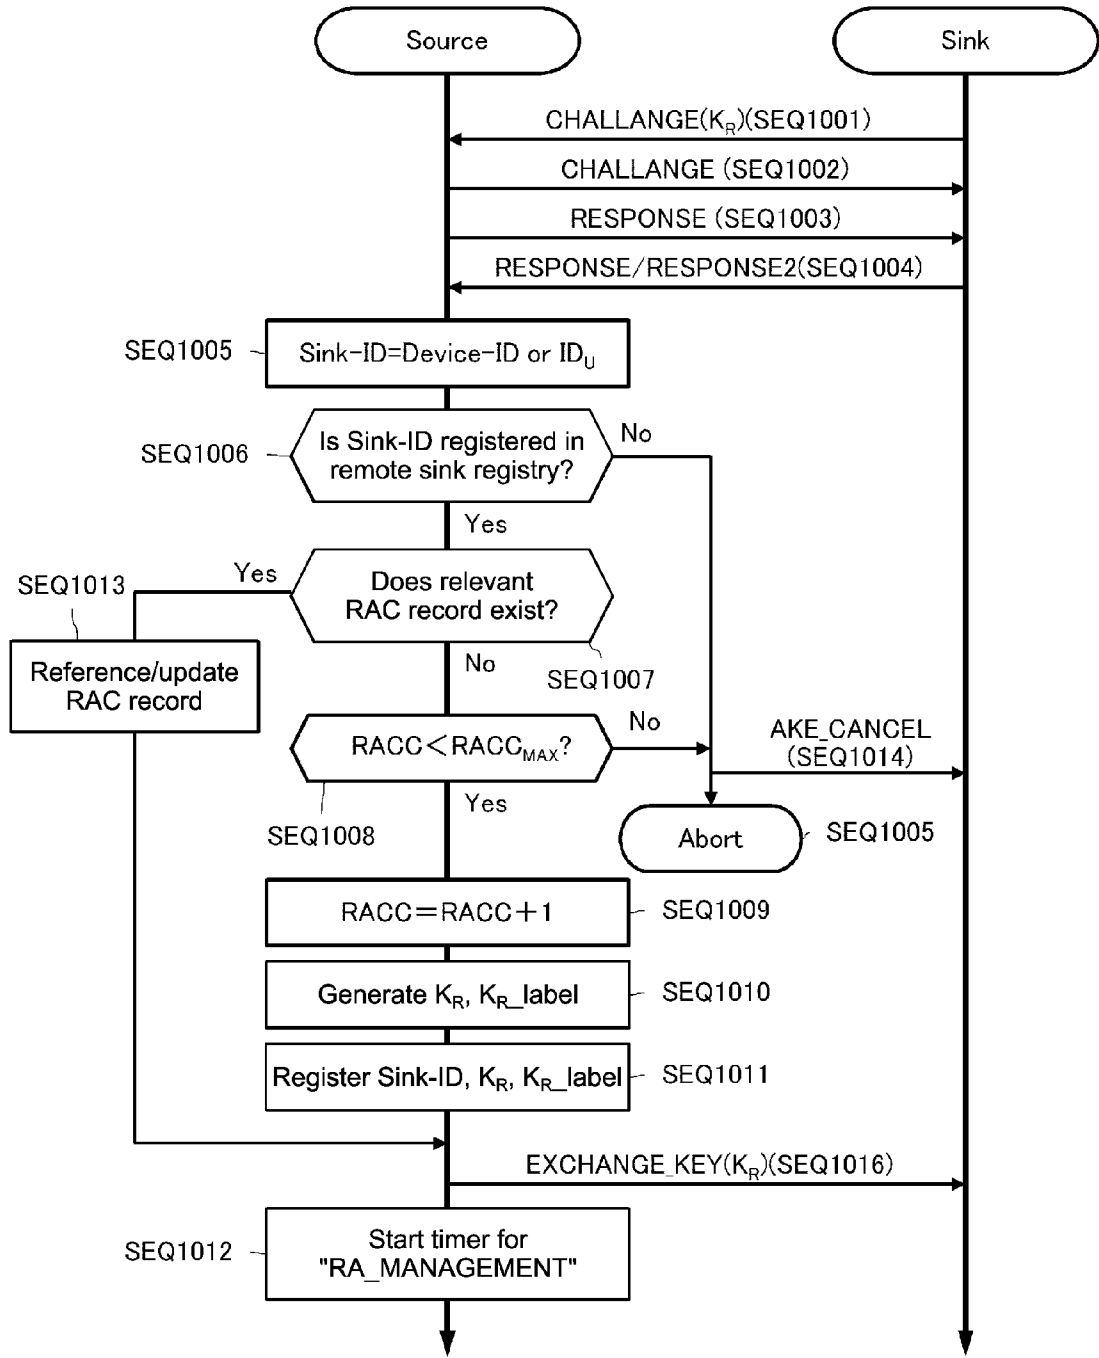 Source
Sink
CHALLANGE(KR)(SEQ1001)
CHALLANGE (SEQ1002)
RESPONSE (SEQ1003)
RESPONSE/RESPONSE2(SEQ1004)
SEQ1005
Sink-ID=Device-ID or IDU
SEQ1006
Is Sink-ID registered in
remote sink registry?
No
Yes
SEQ1013
Yes
Does relevant
RAC record exist?
SEQ1007
No
Reference/update
RAC record
RACC<RACCMAX?
No
SEQ1008
Yes
AKE_CANCEL
(SEQ1014)
Abort
SEQ1005
RACC=RACC+1
SEQ1009
Generate KR, KR_label
SEQ1010
Register Sink-ID, KR, KR_label
SEQ1011
EXCHANGE_KEY(KR)(SEQ1016)
SEQ1012
Start timer for
"RA_MANAGEMENT"